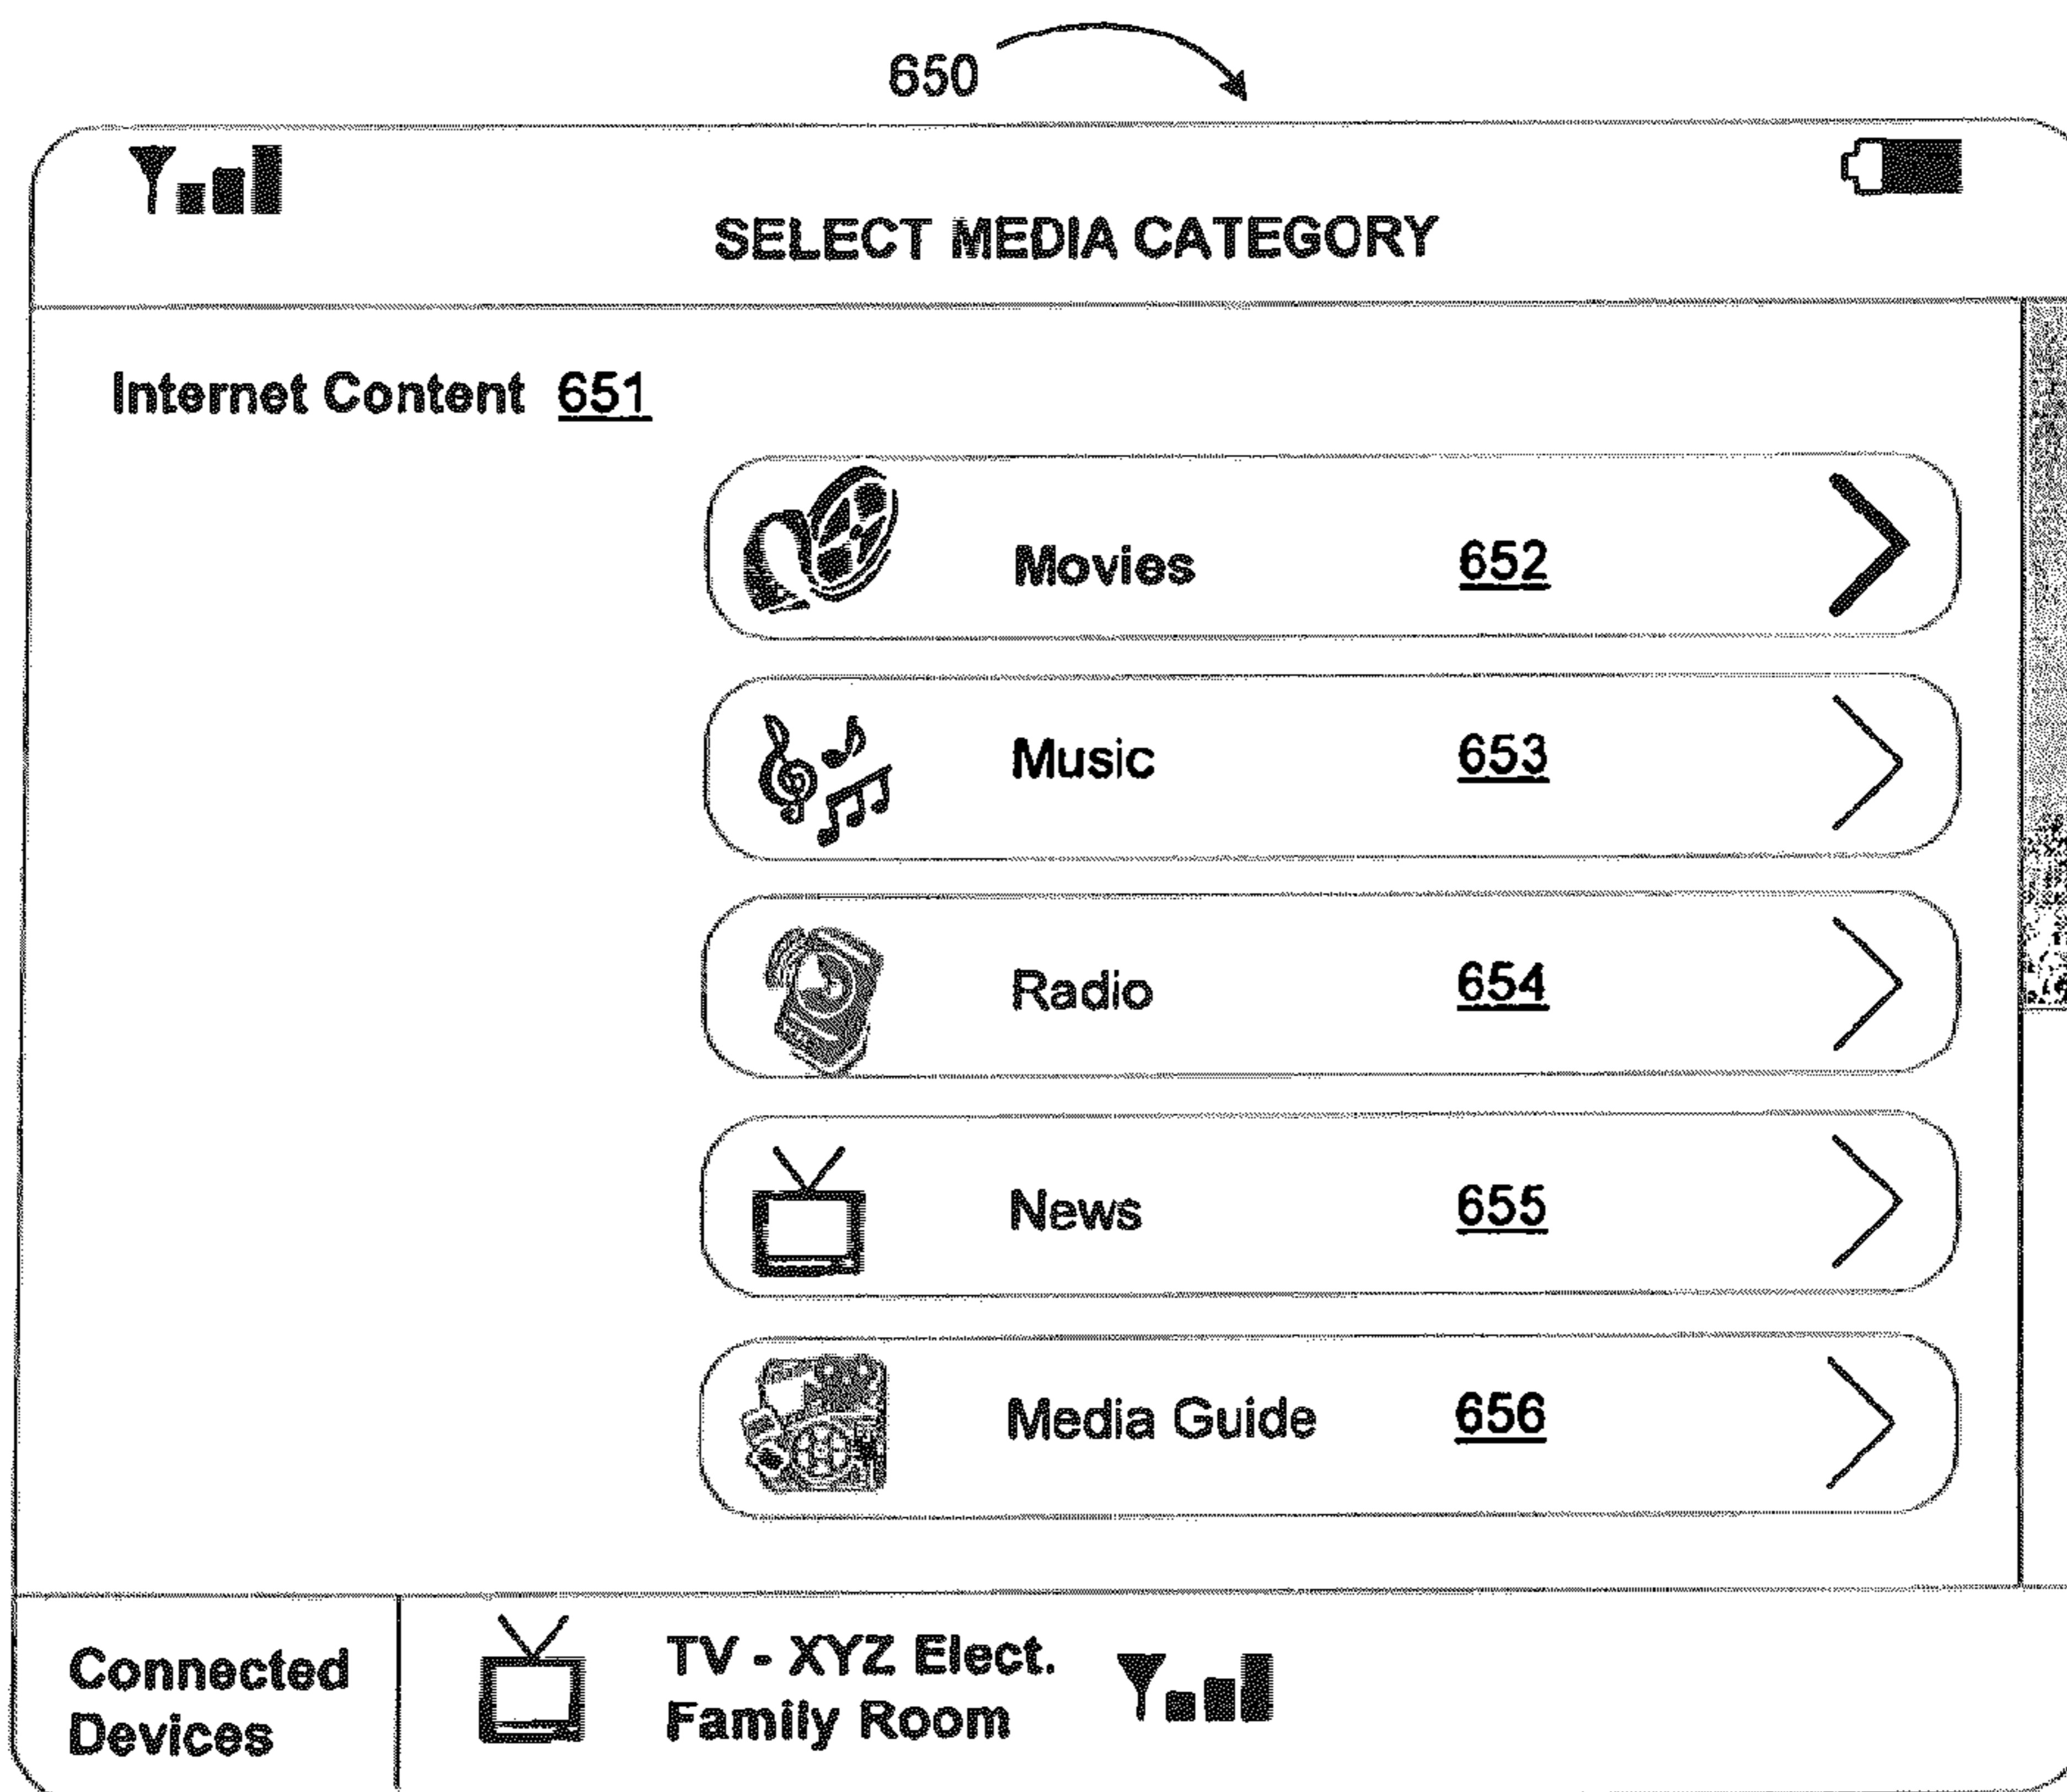 650
SELECT MEDIA CATEGORY
Internet Content 651
Movies 652
Music 653
Radio 654
News 655
Media Guide 656
Connected
Devices
TV - XYZ Elect.
Family Room